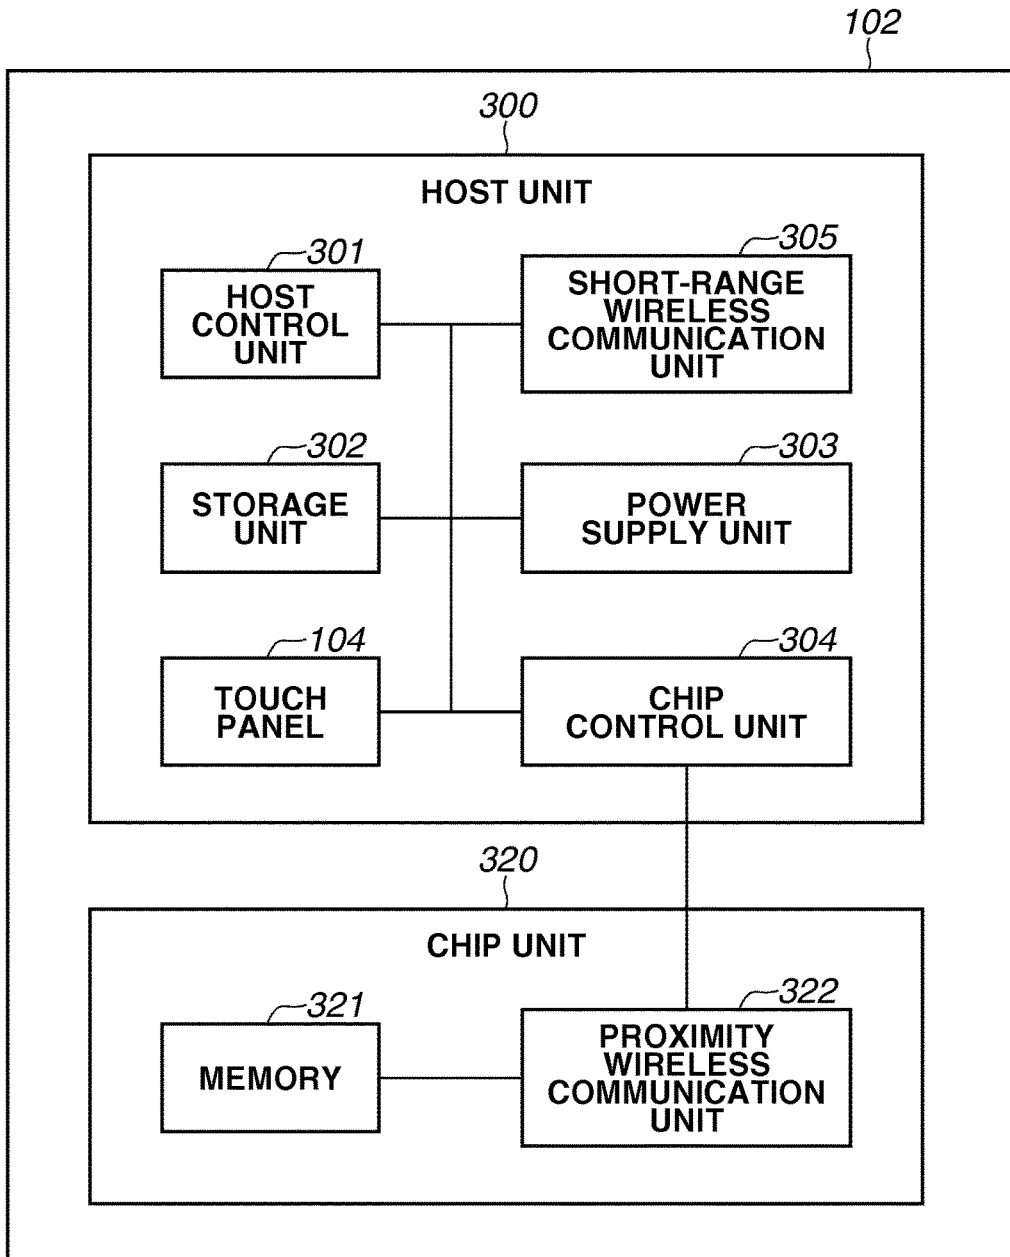 102
300
HOST UNIT
301
HOST
CONTROL
UNIT
305
SHORT-RANGE
WIRELESS
COMMUNICATION
UNIT
302
STORAGE
UNIT
303
POWER
SUPPLY UNIT
104
TOUCH
PANEL
304
CHIP
CONTROL UNIT
320
CHIP UNIT
321
MEMORY
322
PROXIMITY
WIRELESS
COMMUNICATION
UNIT